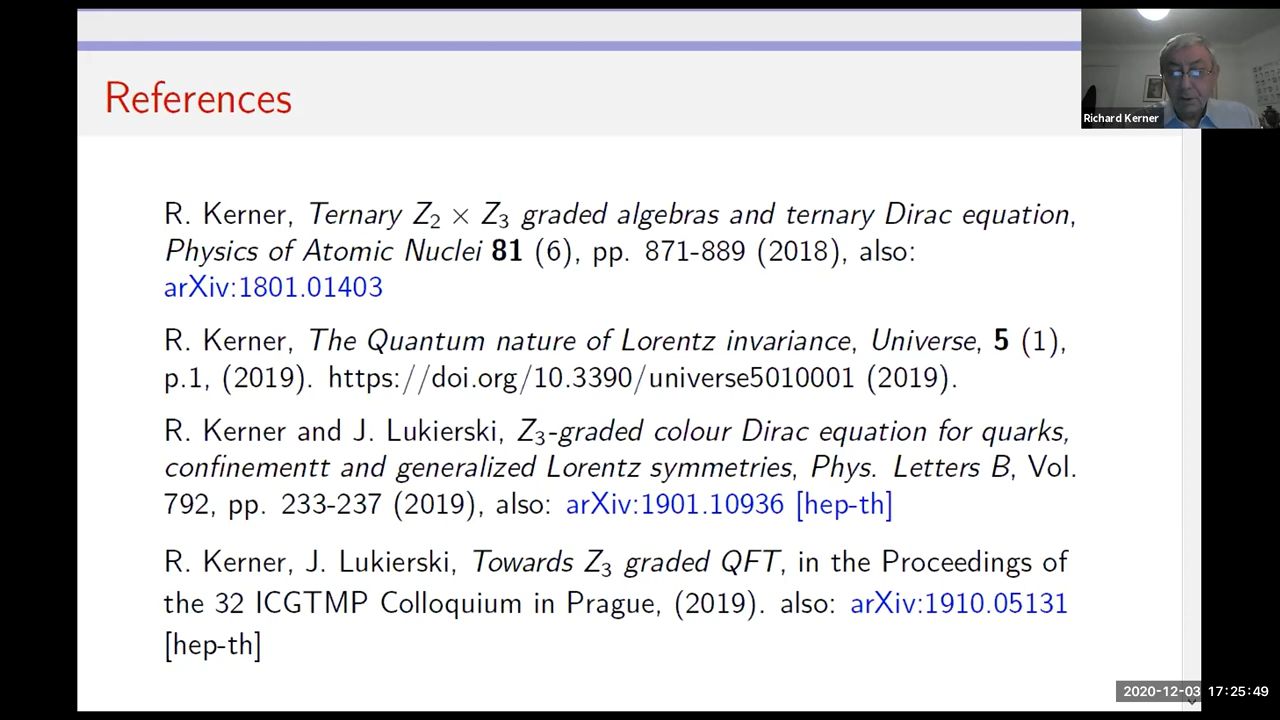 References
Richard Kerner
R. Kerner, Ternary Z₂ × Z₃ graded algebras and ternary Dirac equation,
Physics of Atomic Nuclei 81 (6), pp. 871-889 (2018), also:
arXiv:1801.01403
R. Kerner, The Quantum nature of Lorentz invariance, Universe, 5 (1),
p.1, (2019). https://doi.org/10.3390/universe5010001 (2019).
R. Kerner and J. Lukierski, Z₃-graded colour Dirac equation for quarks,
confinementt and generalized Lorentz symmetries, Phys. Letters B, Vol.
792, pp. 233-237 (2019), also: arXiv:1901.10936 [hep-th]
R. Kerner, J. Lukierski, Towards Z₃ graded QFT, in the Proceedings of
the 32 ICGTMP Colloquium in Prague, (2019). also: arXiv:1910.05131
[hep-th]
2020-12-03 17:25:49